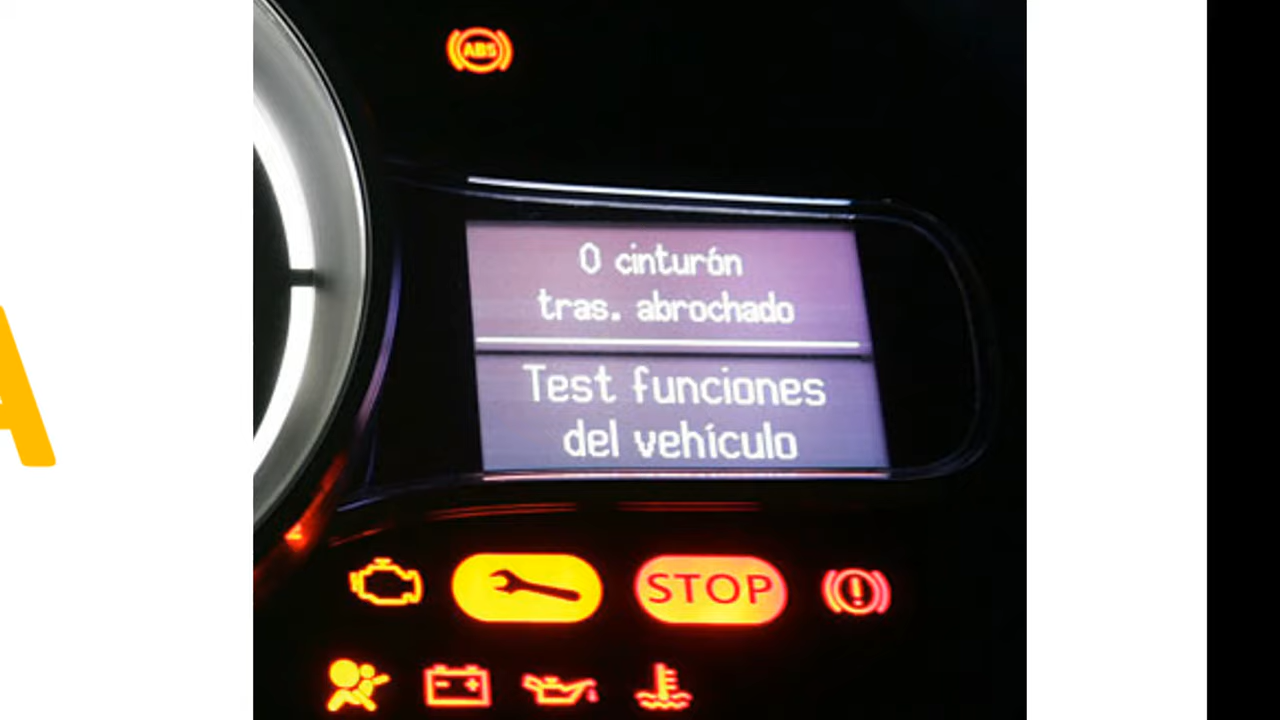 ABS
0 cinturón
tras. abrochado
Test funciones
del vehículo
STOP
A